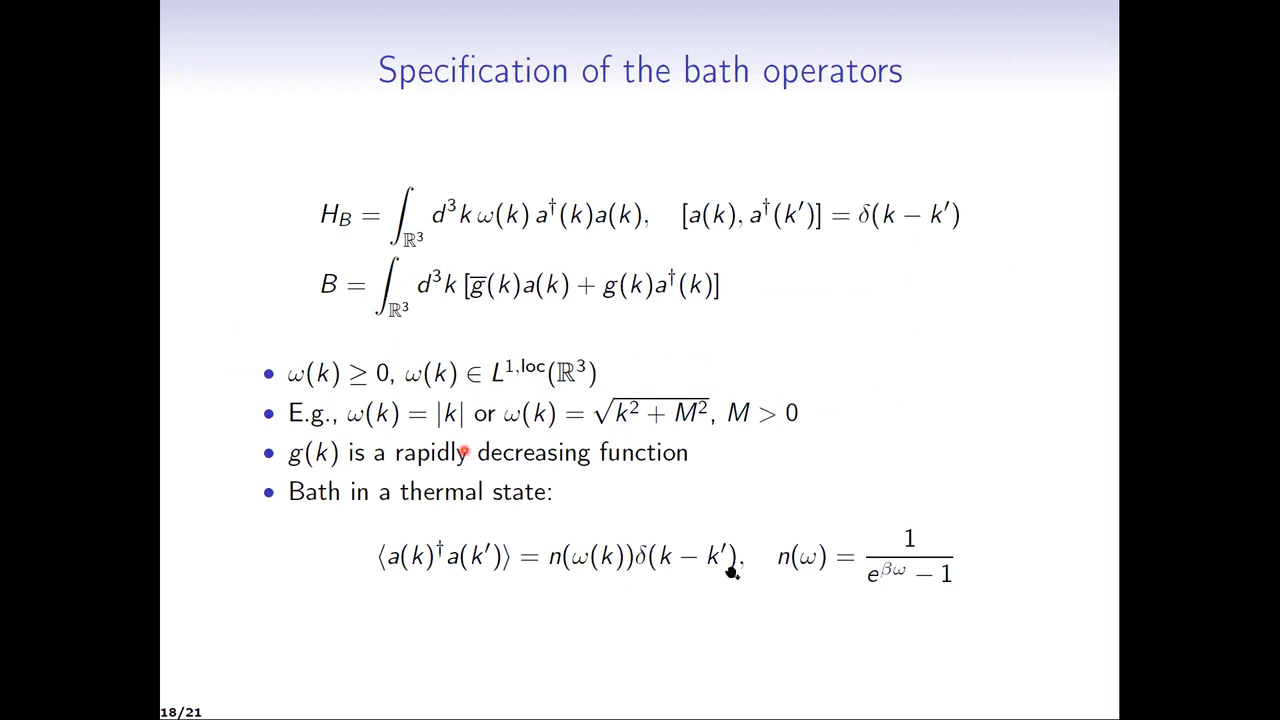 Specification of the bath operators
H_B = ∫_{ℝ³} d³k ω(k) a†(k)a(k), [a(k), a†(k′)] = δ(k − k′)
B = ∫_{ℝ³} d³k [g̅(k)a(k) + g(k)a†(k)]
• ω(k) ≥ 0, ω(k) ∈ L^{1,loc}(ℝ³)
• E.g., ω(k) = |k| or ω(k) = √(k² + M²), M > 0
• g(k) is a rapidly decreasing function
• Bath in a thermal state:
⟨a(k)†a(k′)⟩ = n(ω(k))δ(k − k′), n(ω) = 1/(e^{βω} − 1)
18/21